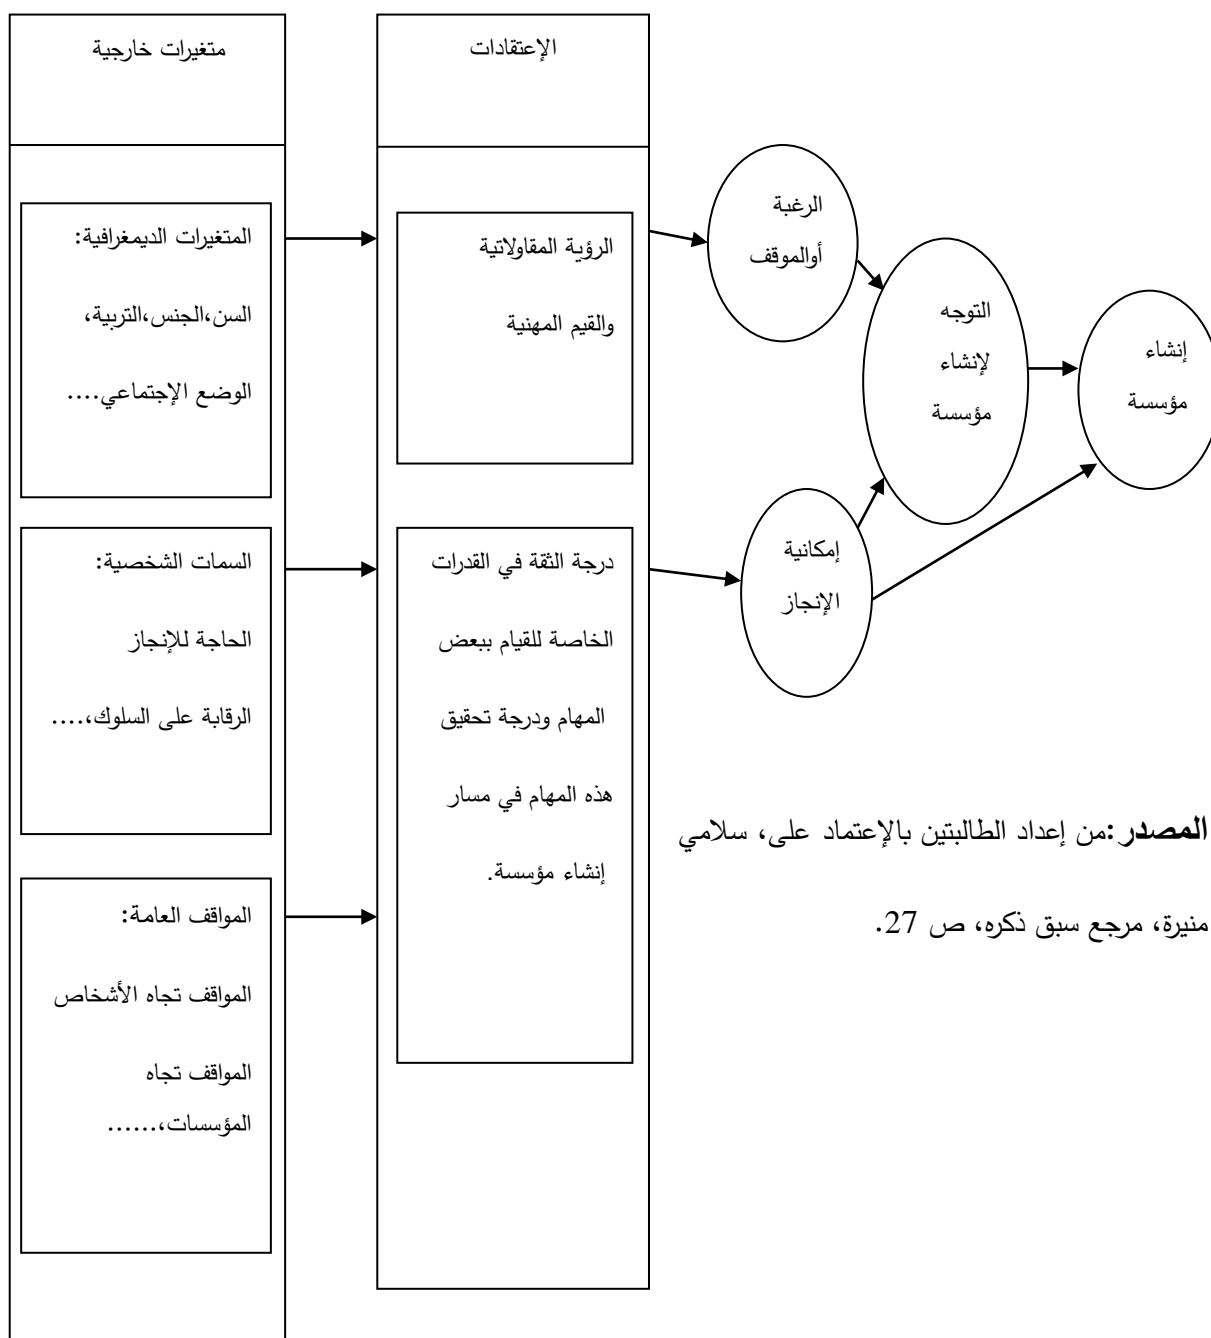 متغيرات خارجية
المتغيرات الديمغرافية:
السن،الجنس،التربية،
الوضع الإجتماعي....
السمات الشخصية:
الحاجة للإنجاز
الرقابة على السلوك،....
المواقف العامة:
المواقف تجاه الأشخاص
المواقف تجاه
المؤسسات،......
الإعتقادات
الرؤية المقاولاتية
والقيم المهنية
درجة الثقة في القدرات
الخاصة للقيام ببعض
المهام ودرجة تحقيق
هذه المهام في مسار
إنشاء مؤسسة.
الرغبة
أوالموقف
إمكانية
الإنجاز
التوجه
لإنشاء
مؤسسة
إنشاء
مؤسسة
المصدر:من إعداد الطالبتين بالإعتماد على، سلامي
منيرة، مرجع سبق ذكره، ص 27.